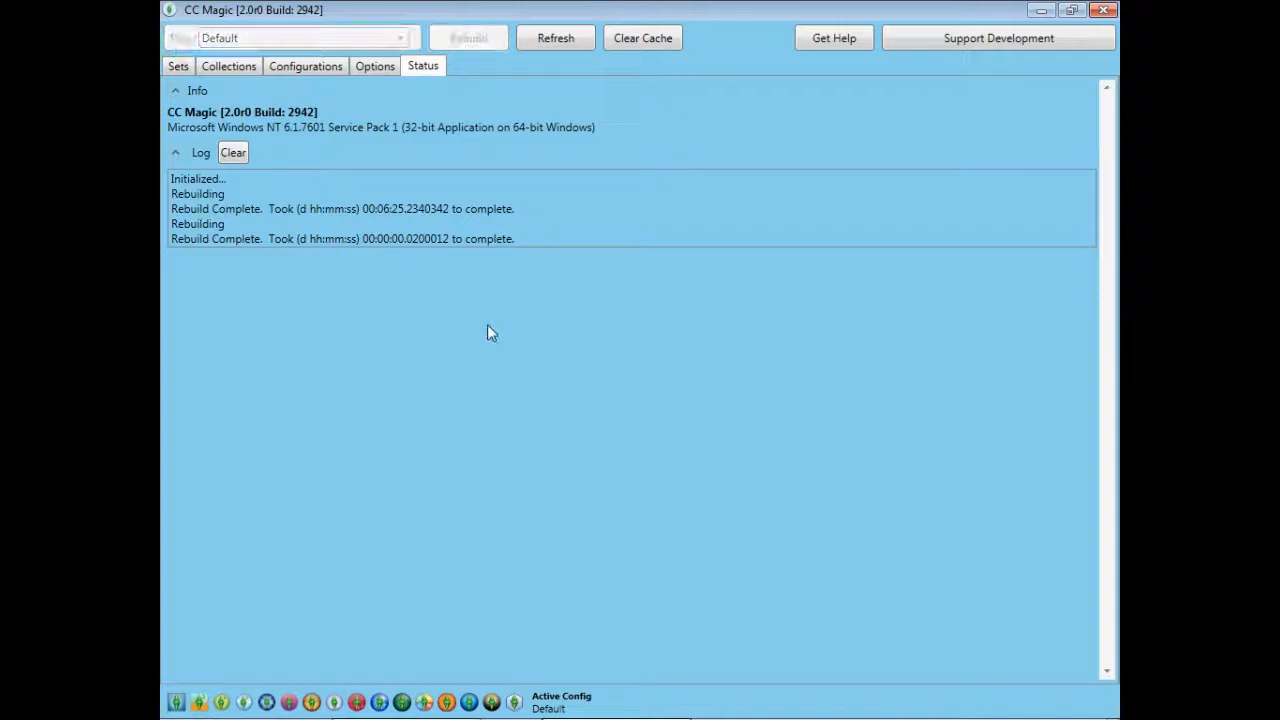 CC Magic [2.0r0 Build: 2942]
Default
Rebuild
Refresh
Clear Cache
Get Help
Support Development
Sets
Collections
Configurations
Options
Status
Info
CC Magic [2.0r0 Build: 2942]
Microsoft Windows NT 6.1.7601 Service Pack 1 (32-bit Application on 64-bit Windows)
Log
Clear
Initialized...
Rebuilding
Rebuild Complete.  Took (d hh:mm:ss) 00:06:25.2340342 to complete.
Rebuilding
Rebuild Complete.  Took (d hh:mm:ss) 00:00:00.0200012 to complete.
Active Config
Default